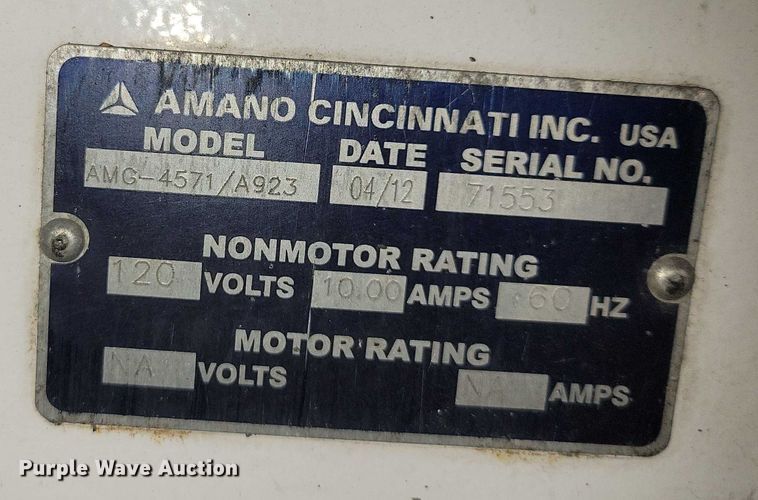 AMANO CINCINNATI INC. USA
MODEL DATE SERIAL NO.
AMG-4571/A923 04/12 71553
NONMOTOR RATING
120 VOLTS 10.00 AMPS 60 HZ
MOTOR RATING
NA VOLTS NA AMPS
Purple Wave Auction